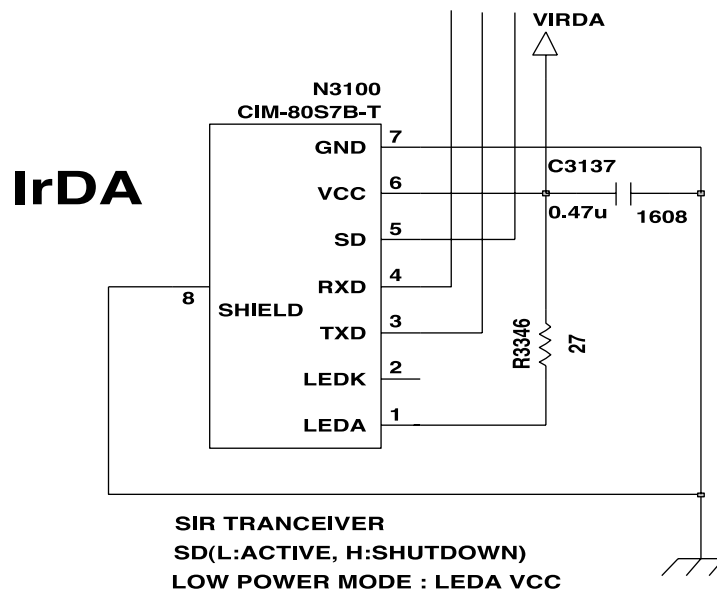 VIRDA
N3100
CIM-80S7B-T
IrDA
GND 7
VCC 6
SD 5
RXD 4
TXD 3
LEDK 2
LEDA 1
8 SHIELD
C3137
0.47u 1608
R3346 27
SIR TRANCEIVER
SD(L:ACTIVE, H:SHUTDOWN)
LOW POWER MODE : LEDA VCC